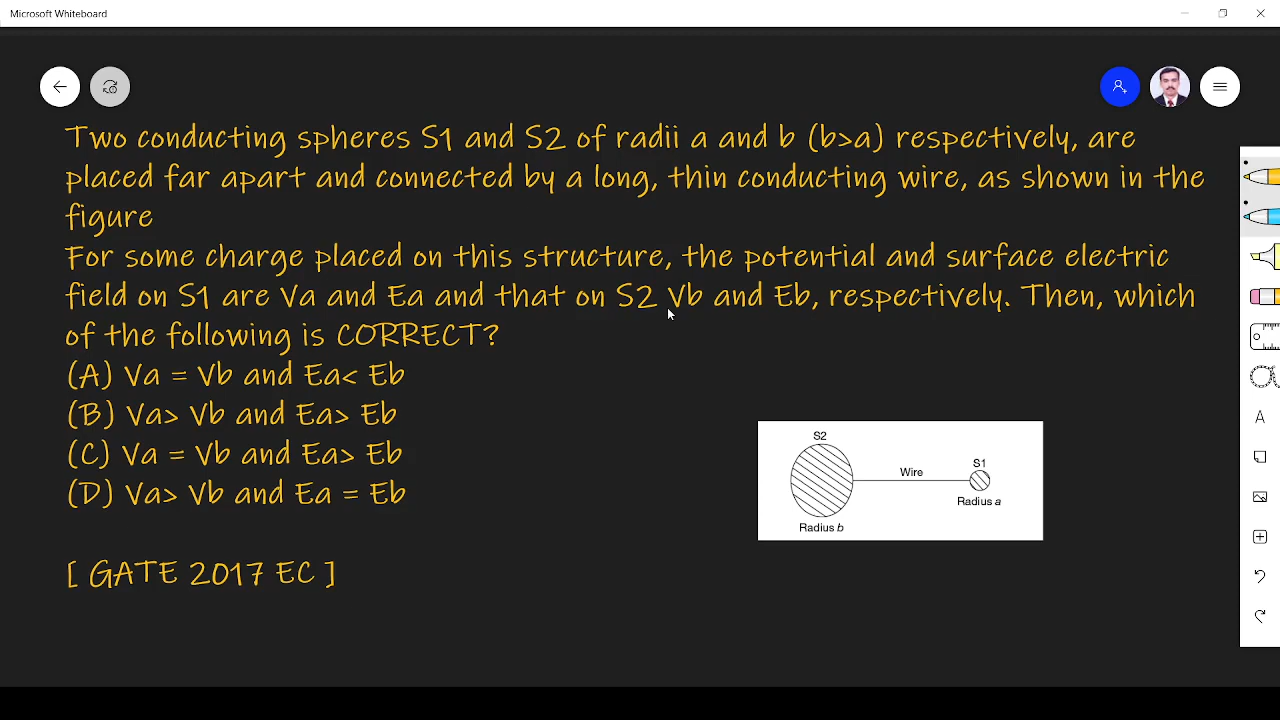 Microsoft Whiteboard
Two conducting spheres S1 and S2 of radii a and b (b>a) respectively, are
placed far apart and connected by a long, thin conducting wire, as shown in the
figure
For some charge placed on this structure, the potential and surface electric
field on S1 are Va and Ea and that on S2 Vb and Eb, respectively. Then, which
of the following is CORRECT?
(A) Va = Vb and Ea< Eb
(B) Va> Vb and Ea> Eb
(C) Va = Vb and Ea> Eb
(D) Va> Vb and Ea = Eb
S2
S1
Wire
Radius a
Radius b
[ GATE 2017 EC ]
a
A